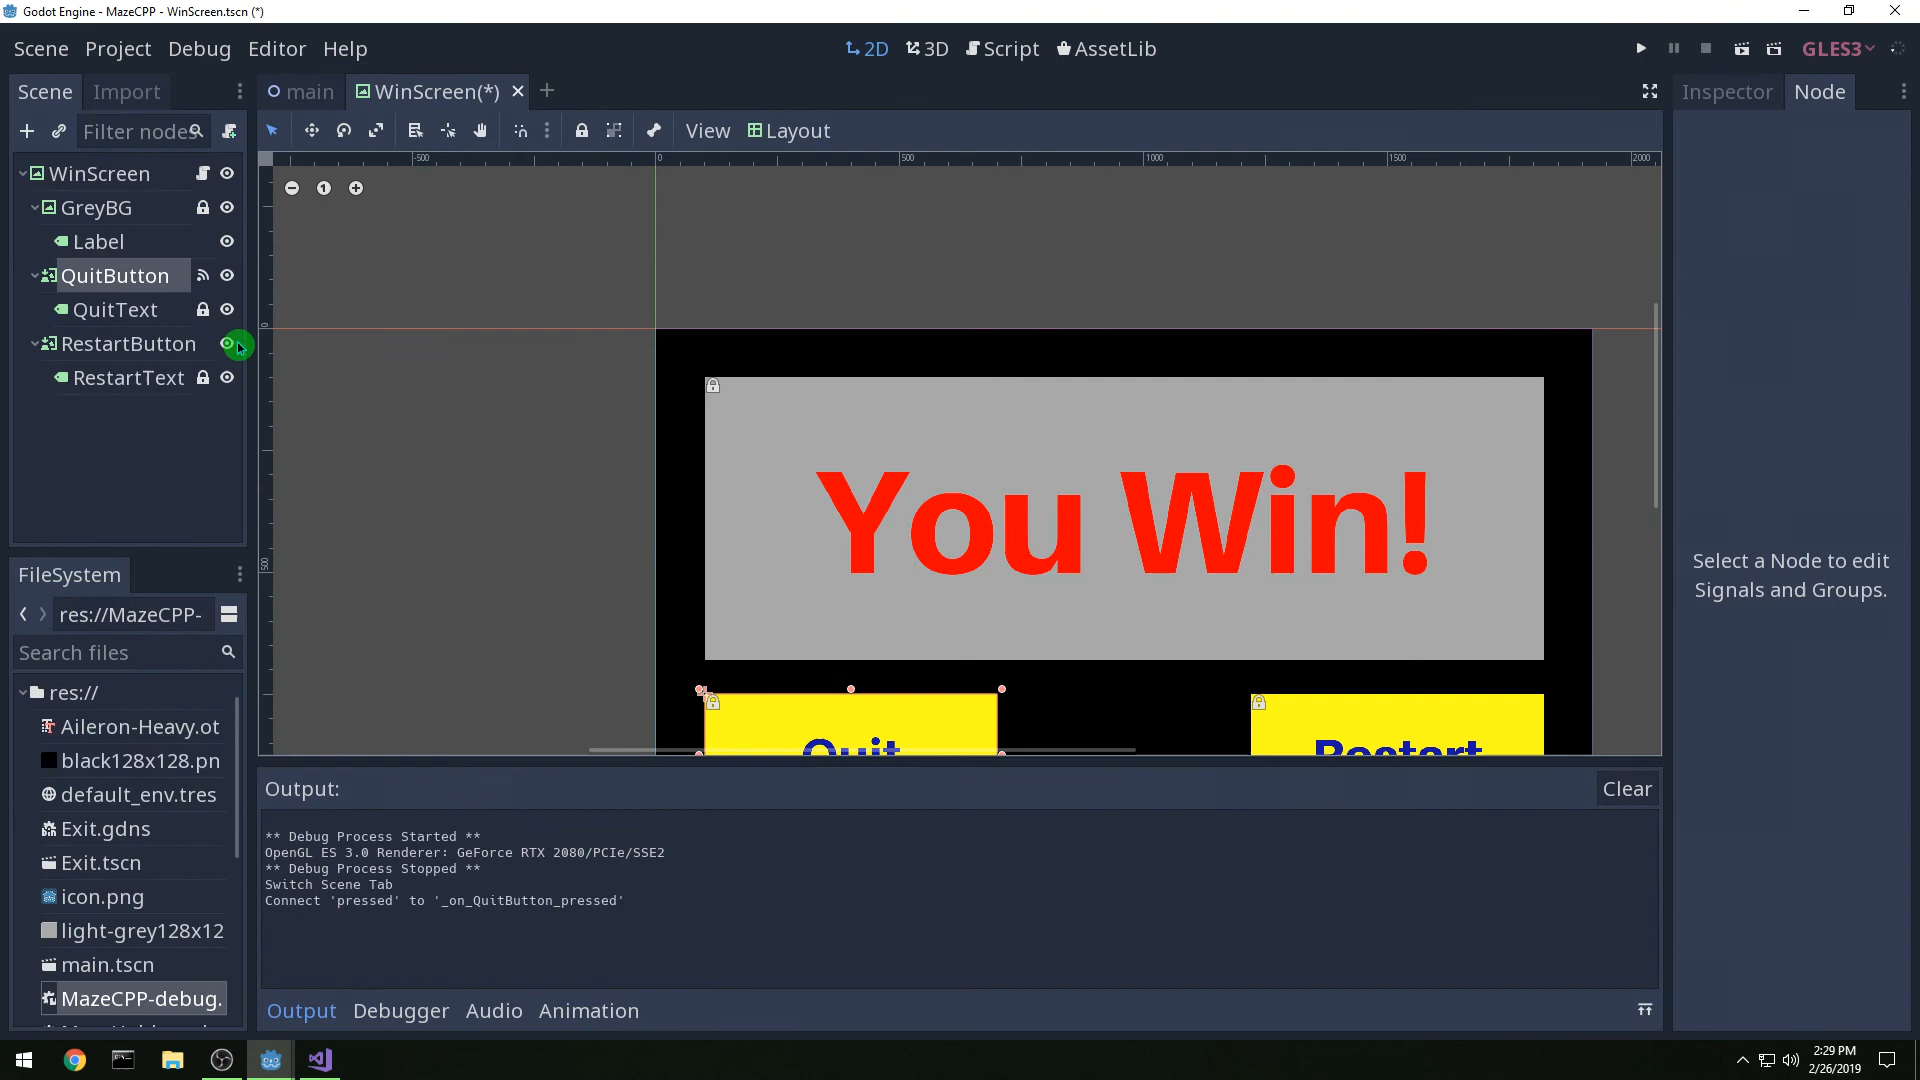 Godot Engine - MazeCPP - WinScreen.tscn (*)
Scene Project Debug Editor Help
2D 3D Script AssetLib
GLES3
Scene Import
main WinScreen(*)
Inspector Node
Filter nodes
View Layout
-500 0 500 1000 1500 2000
WinScreen
GreyBG
Label
QuitButton
QuitText
RestartButton
RestartText
0
500
1
You Win!
Quit
Restart
Select a Node to edit
Signals and Groups.
FileSystem
res://MazeCPP-
Search files
res://
Aileron-Heavy.ot
black128x128.pn
default_env.tres
Exit.gdns
Exit.tscn
icon.png
light-grey128x12
main.tscn
MazeCPP-debug.
Output:
Clear
** Debug Process Started **
OpenGL ES 3.0 Renderer: GeForce RTX 2080/PCIe/SSE2
** Debug Process Stopped **
Switch Scene Tab
Connect 'pressed' to '_on_QuitButton_pressed'
Output Debugger Audio Animation
2:29 PM
2/26/2019